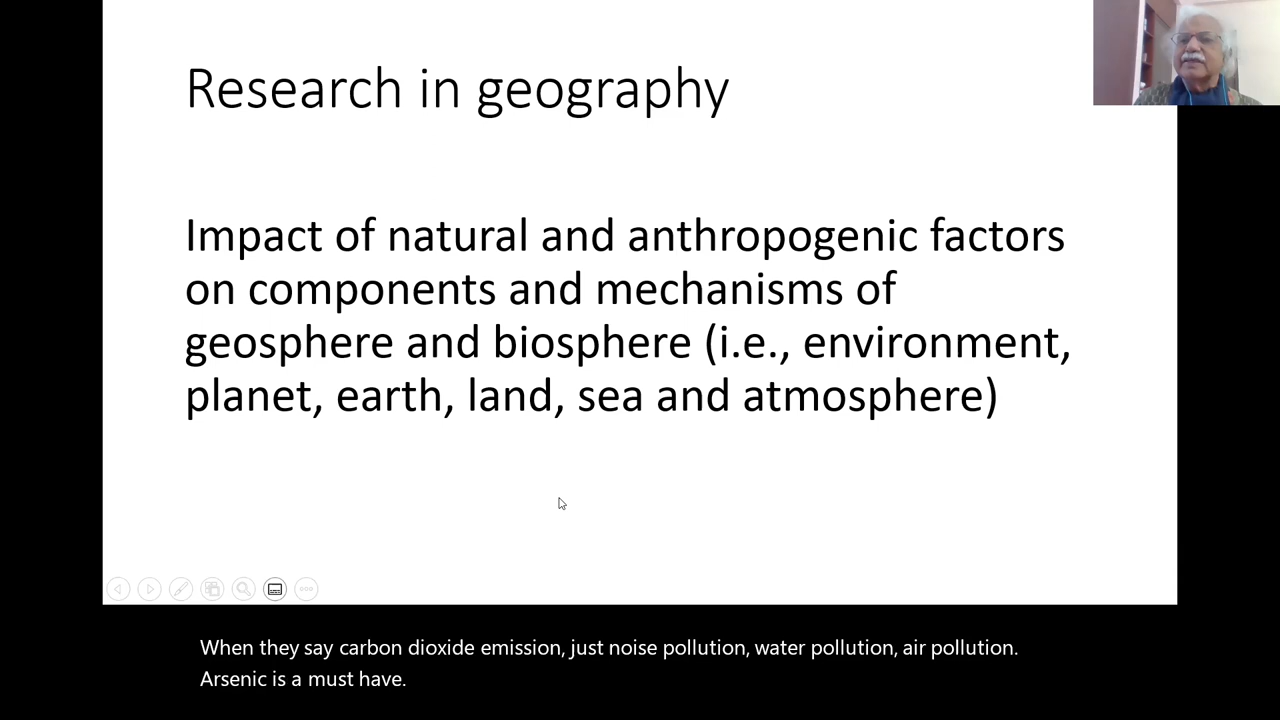 Research in geography
Impact of natural and anthropogenic factors
on components and mechanisms of
geosphere and biosphere (i.e., environment,
planet, earth, land, sea and atmosphere)
When they say carbon dioxide emission, just noise pollution, water pollution, air pollution.
Arsenic is a must have.